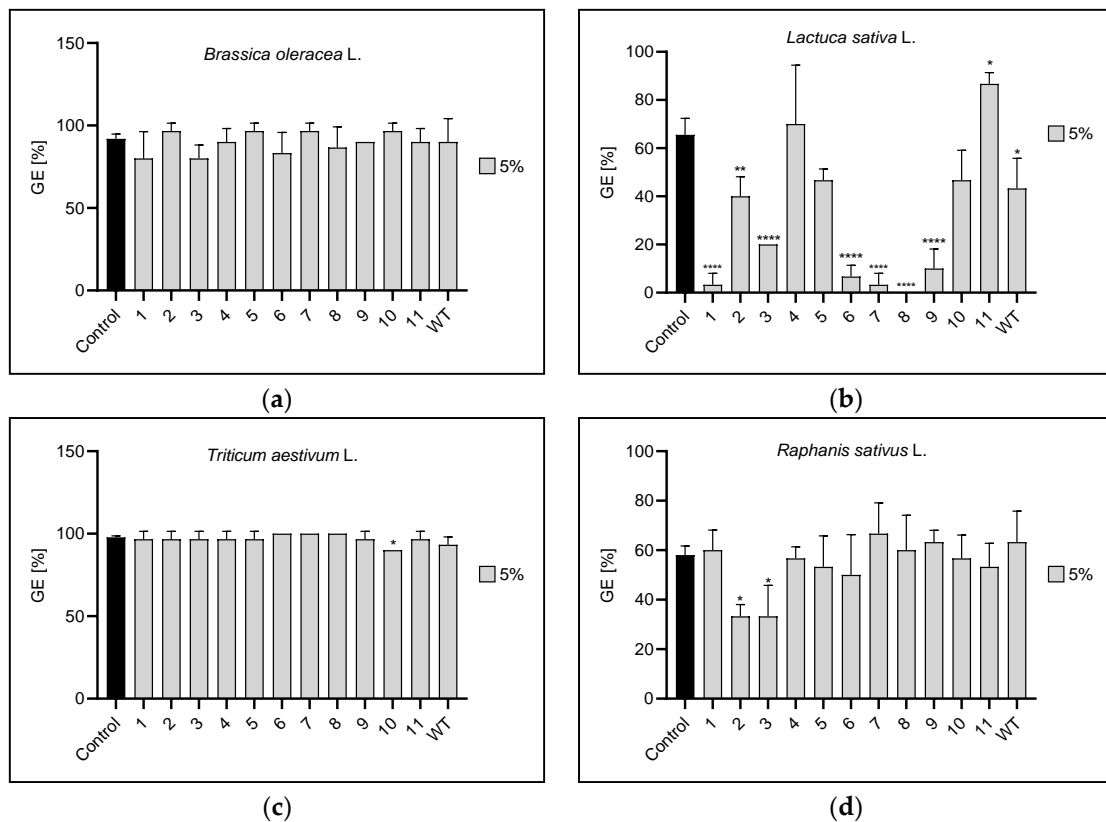 Brassica oleracea L.
150
100
50
0
GE [%]
5%
Control 1 2 3 4 5 6 7 8 9 10 11 WT
(a)
Lactuca sativa L.
100
80
60
40
20
0
GE [%]
5%
**** ** **** **** **** **** **** * *
Control 1 2 3 4 5 6 7 8 9 10 11 WT
(b)
Triticum aestivum L.
150
100
50
0
GE [%]
5%
*
Control 1 2 3 4 5 6 7 8 9 10 11 WT
(c)
Raphanis sativus L.
100
80
60
40
20
0
GE [%]
5%
* *
Control 1 2 3 4 5 6 7 8 9 10 11 WT
(d)